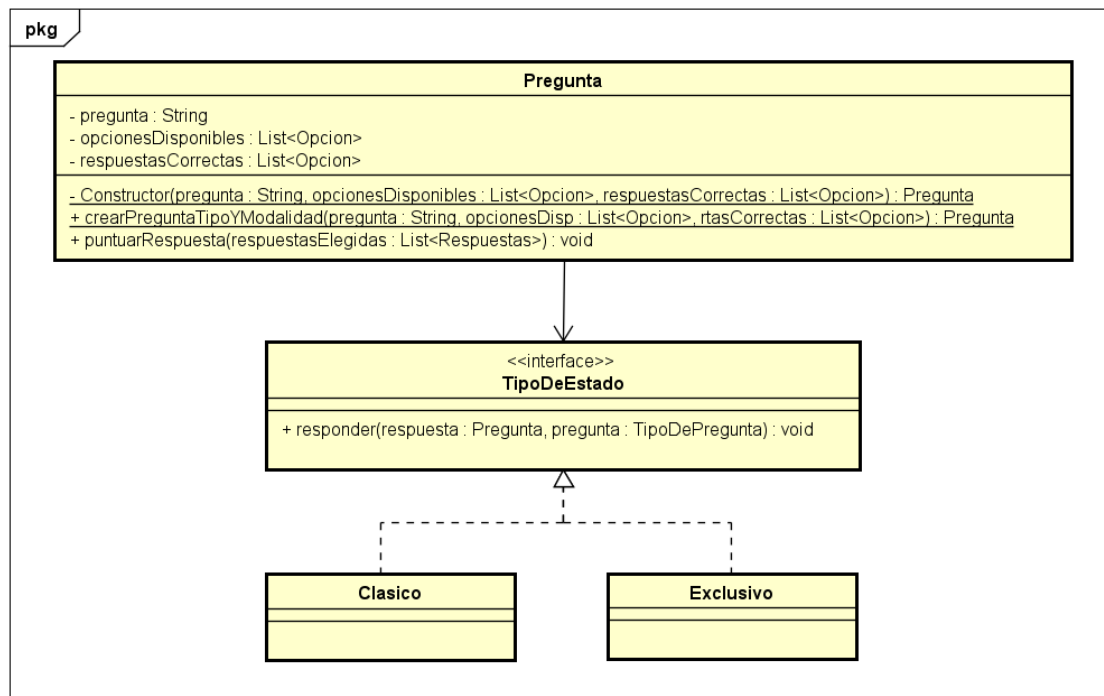 pkg
Pregunta
- pregunta : String
- opcionesDisponibles : List<Opcion>
- respuestasCorrectas : List<Opcion>
- Constructor(pregunta : String, opcionesDisponibles : List<Opcion>, respuestasCorrectas : List<Opcion>) : Pregunta
+ crearPreguntaTipoYModalidad(pregunta : String, opcionesDisp : List<Opcion>, rtasCorrectas : List<Opcion>) : Pregunta
+ puntuarRespuesta(respuestasElegidas : List<Respuestas>) : void
<<interface>>
TipoDeEstado
+ responder(respuesta : Pregunta, pregunta : TipoDePregunta) : void
Clasico
Exclusivo